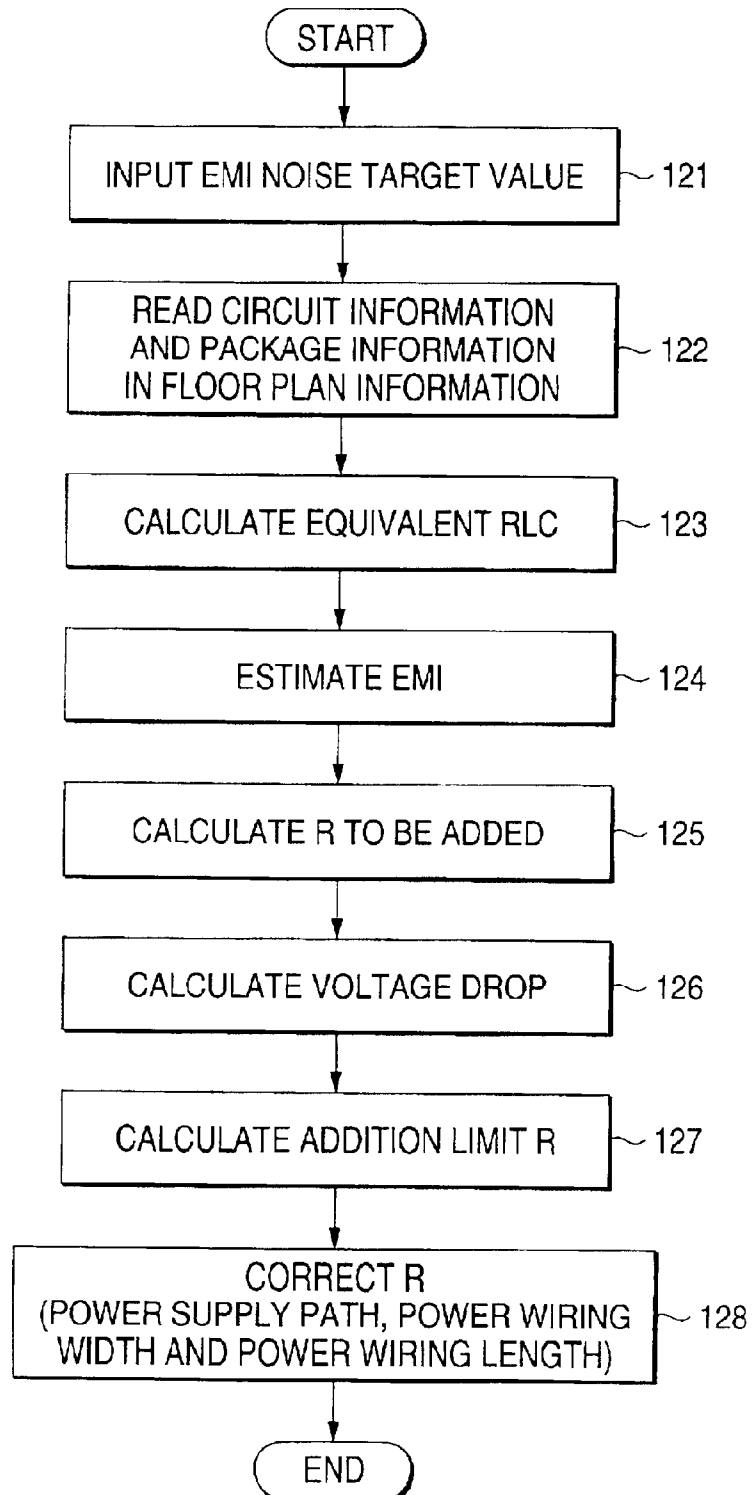 START
INPUT EMI NOISE TARGET VALUE
121
READ CIRCUIT INFORMATION
AND PACKAGE INFORMATION
IN FLOOR PLAN INFORMATION
122
CALCULATE EQUIVALENT RLC
123
ESTIMATE EMI
124
CALCULATE R TO BE ADDED
125
CALCULATE VOLTAGE DROP
126
CALCULATE ADDITION LIMIT R
127
CORRECT R
(POWER SUPPLY PATH, POWER WIRING
WIDTH AND POWER WIRING LENGTH)
128
END